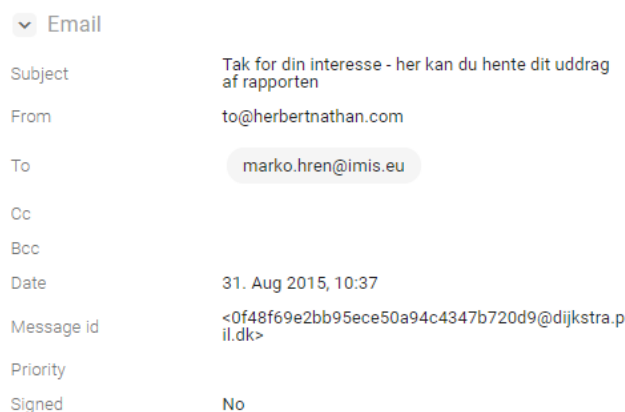 Email
Subject Tak for din interesse - her kan du hente dit uddrag
af rapporten
From to@herbertnathan.com
To marko.hren@imis.eu
Cc
Bcc
Date 31. Aug 2015, 10:37
Message id <0f48f69e2bb95ece50a94c4347b720d9@dijkstra.p
il.dk>
Priority
Signed No